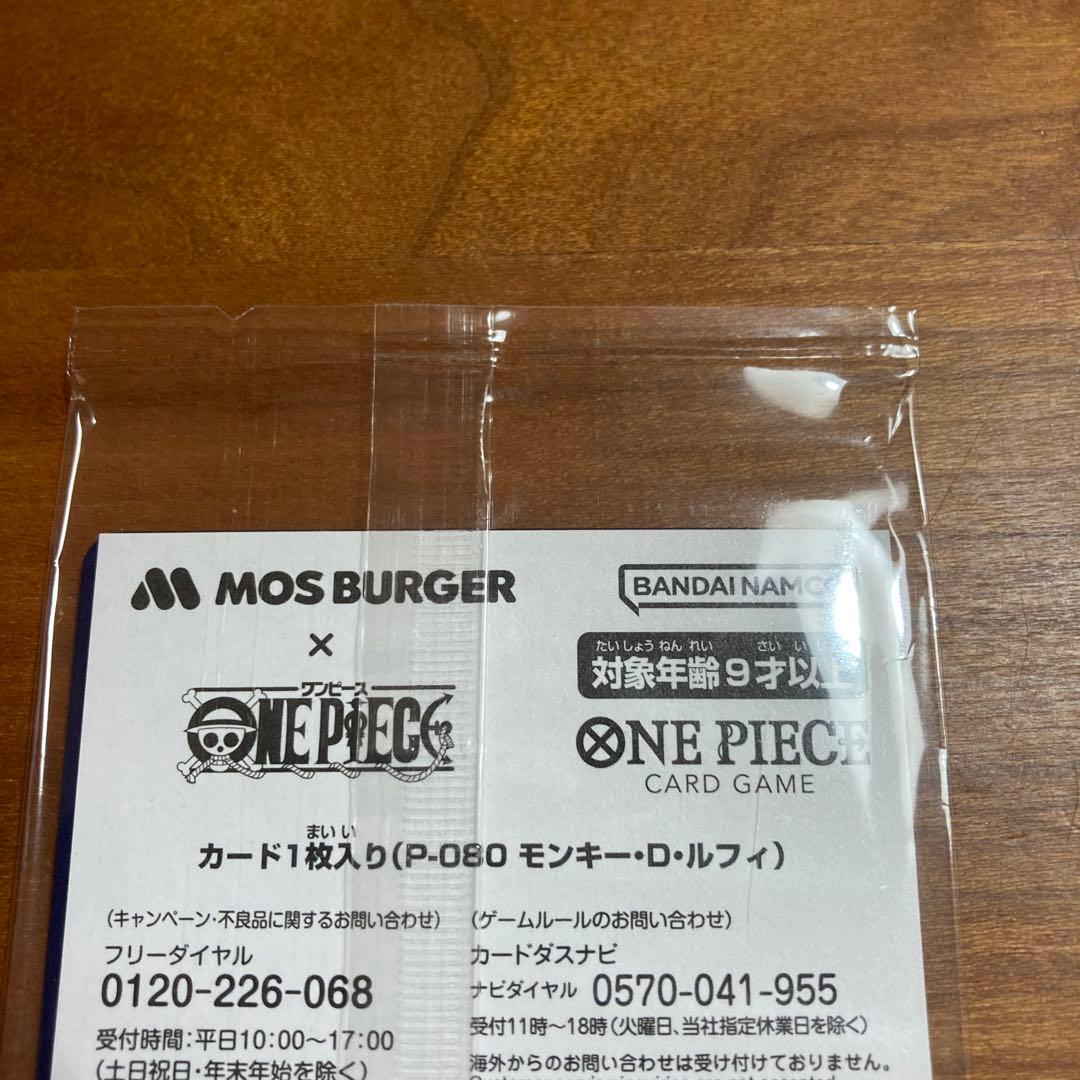 MOS BURGER
×
ワンピース
ONE PIECE
BANDAI NAMCO
たいしょうねんれい さい い
対象年齢9才以上
ONE PIECE
CARD GAME
まい い
カード1枚入り(P-080 モンキー・D・ルフィ)
(キャンペーン・不良品に関するお問い合わせ)
フリーダイヤル
0120-226-068
受付時間:平日10:00〜17:00
(土日祝日・年末年始を除く)
(ゲームルールのお問い合わせ)
カードダスナビ
ナビダイヤル 0570-041-955
受付11時〜18時(火曜日、当社指定休業日を除く)
海外からのお問い合わせは受け付けておりません。